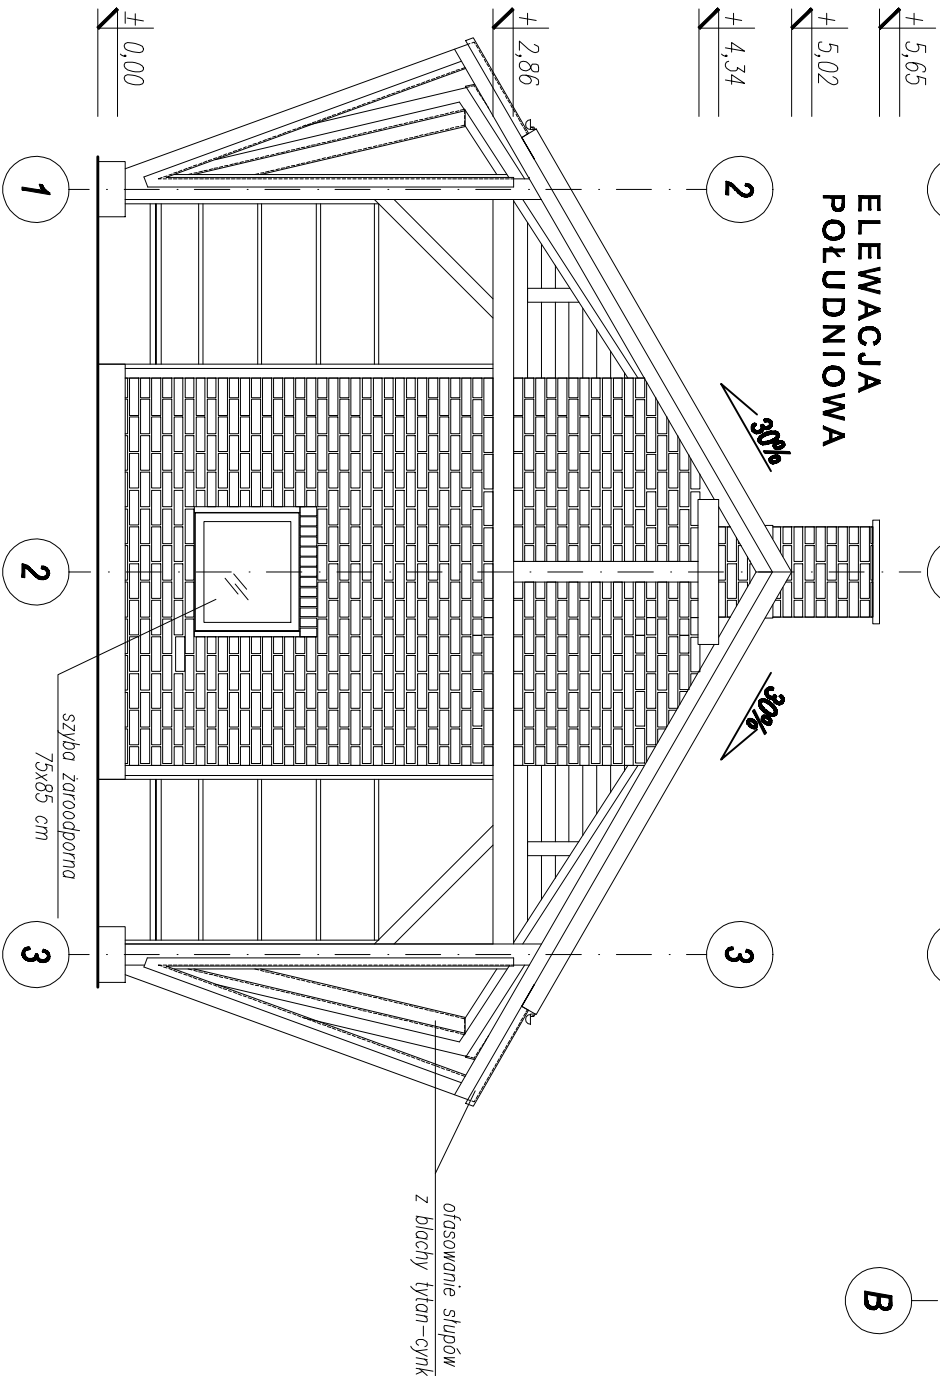 ELEWACJA
POŁUDNIOWA
± 0,00
+ 2,86
+ 4,34
+ 5,02
+ 5,65
30%
30%
1
2
3
2
3
B
szyba żaroodporna
75x85 cm
ofasowanie słupów
z blachy tytan-cynk